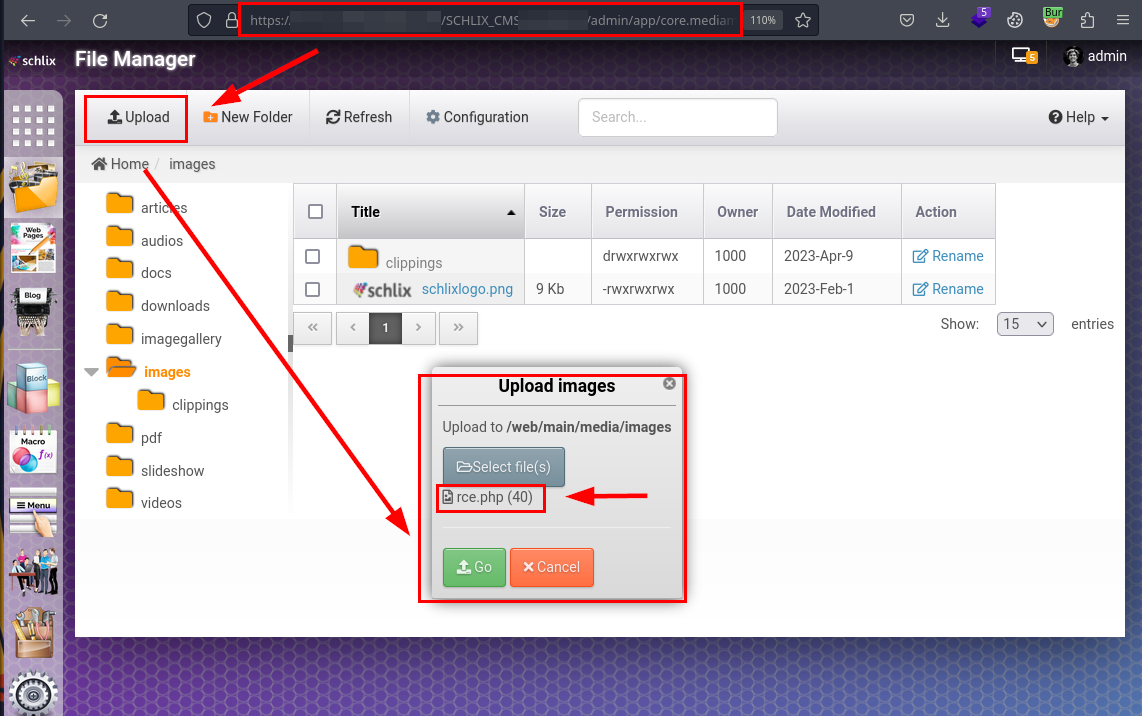 https:// /SCHLIX_CMS /admin/app/core.media
110%
5
Bur
schlix
File Manager
5
admin
Upload
New Folder
Refresh
Configuration
Search...
Help
Home / images
articles
audios
docs
downloads
imagegallery
images
clippings
pdf
slideshow
videos
Title Size Permission Owner Date Modified Action
clippings drwxrwxrwx 1000 2023-Apr-9 Rename
schlix schlixlogo.png 9 Kb -rwxrwxrwx 1000 2023-Feb-1 Rename
« ‹ 1 › »
Show: 15 entries
Upload images
Upload to /web/main/media/images
Select file(s)
rce.php (40)
Go
Cancel
Web Pages
Blog
Block
Macro
f(x)
Menu